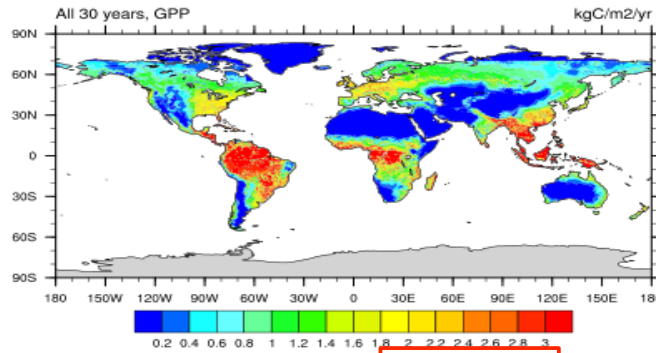 All 30 years, GPP kgC/m2/yr
90N
60N
30N
0
30S
60S
90S
180 150W 120W 90W 60W 30W 0 30E 60E 90E 120E 150E 180
0.2 0.4 0.6 0.8 1 1.2 1.4 1.6 1.8 2 2.2 2.4 2.6 2.8 3